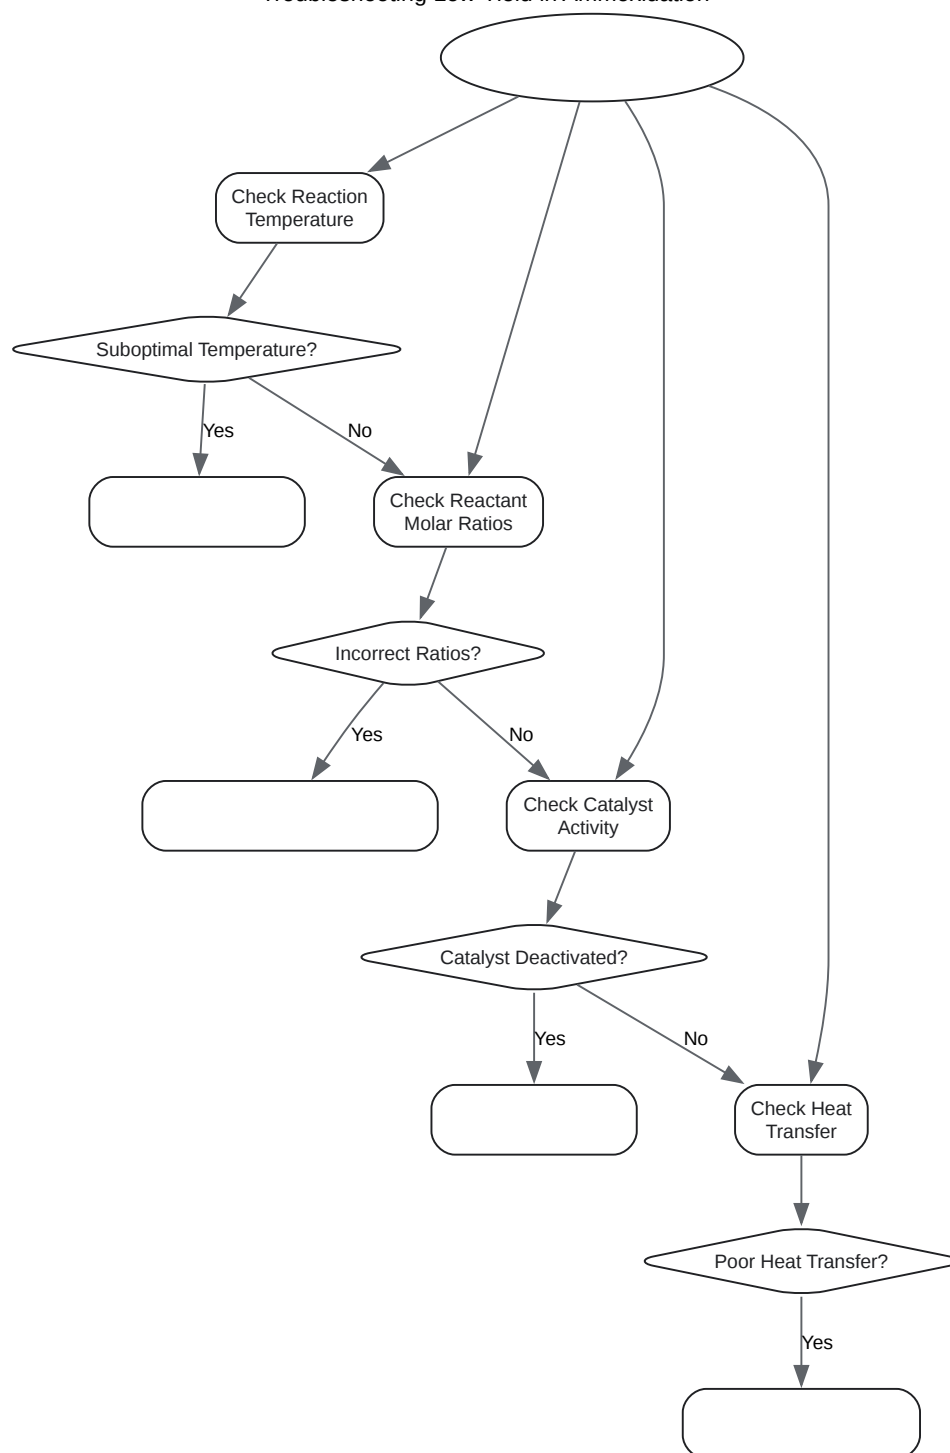 Troubleshooting Low Yield in Ammoxidation
Check Reaction
Temperature
Suboptimal Temperature?
Yes
No
Check Reactant
Molar Ratios
Incorrect Ratios?
Yes
No
Check Catalyst
Activity
Catalyst Deactivated?
Yes
No
Check Heat
Transfer
Poor Heat Transfer?
Yes